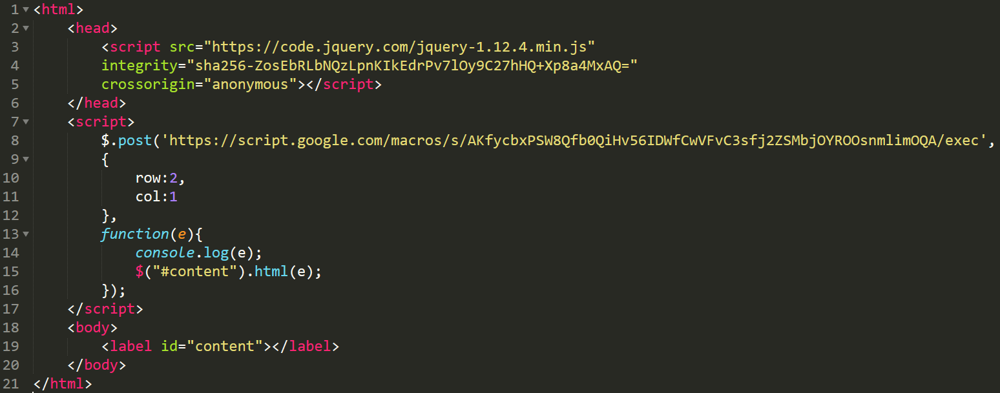 1 <html>
2 <head>
3 <script src="https://code.jquery.com/jquery-1.12.4.min.js"
4 integrity="sha256-ZosEbRLbNQzLpnKIkEdrPv7lOy9C27hHQ+Xp8a4MxAQ="
5 crossorigin="anonymous"></script>
6 </head>
7 <script>
8 $.post('https://script.google.com/macros/s/AKfycbxPSW8Qfb0QiHv56IDWfCwVFvC3sfj2ZSMbjOYROOsnmlimOQA/exec',
9 {
10 row:2,
11 col:1
12 },
13 function(e){
14 console.log(e);
15 $("#content").html(e);
16 });
17 </script>
18 <body>
19 <label id="content"></label>
20 </body>
21 </html>